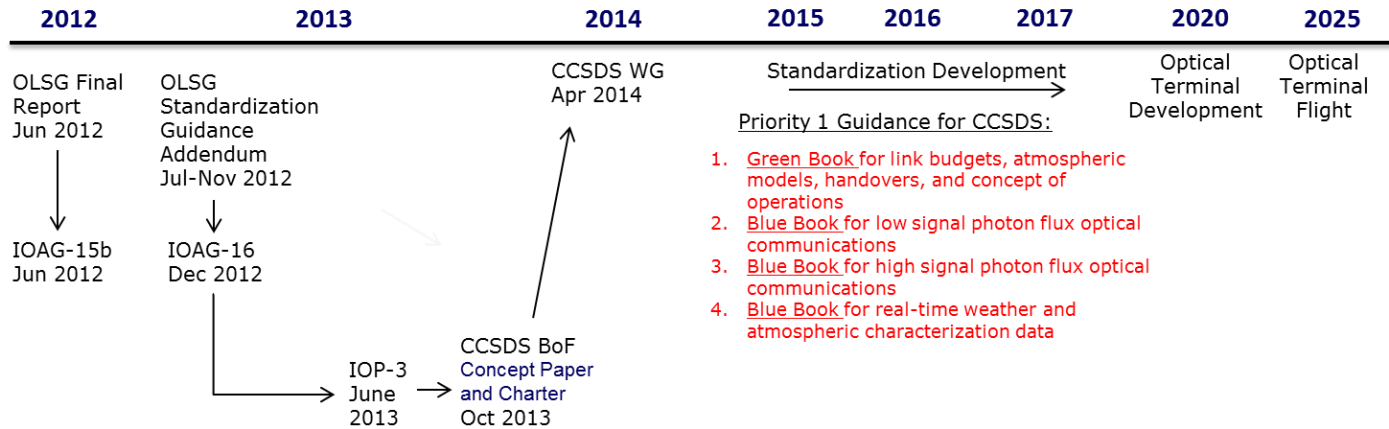 2012 2013 2014 2015 2016 2017 2020 2025
OLSG Final
Report
Jun 2012
IOAG-15b
Jun 2012
OLSG
Standardization
Guidance
Addendum
Jul-Nov 2012
IOAG-16
Dec 2012
IOP-3
June
2013
CCSDS BoF
Concept Paper
and Charter
Oct 2013
CCSDS WG
Apr 2014
Standardization Development
Priority 1 Guidance for CCSDS:
1. Green Book for link budgets, atmospheric
models, handovers, and concept of
operations
2. Blue Book for low signal photon flux optical
communications
3. Blue Book for high signal photon flux optical
communications
4. Blue Book for real-time weather and
atmospheric characterization data
Optical
Terminal
Development
Optical
Terminal
Flight